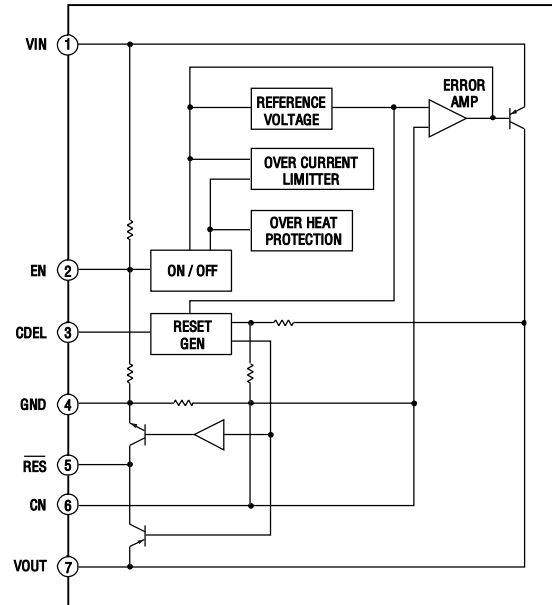 VIN 1
ERROR
AMP
REFERENCE
VOLTAGE
OVER CURRENT
LIMITTER
OVER HEAT
PROTECTION
EN 2
ON / OFF
CDEL 3
RESET
GEN
GND 4
RES 5
CN 6
VOUT 7